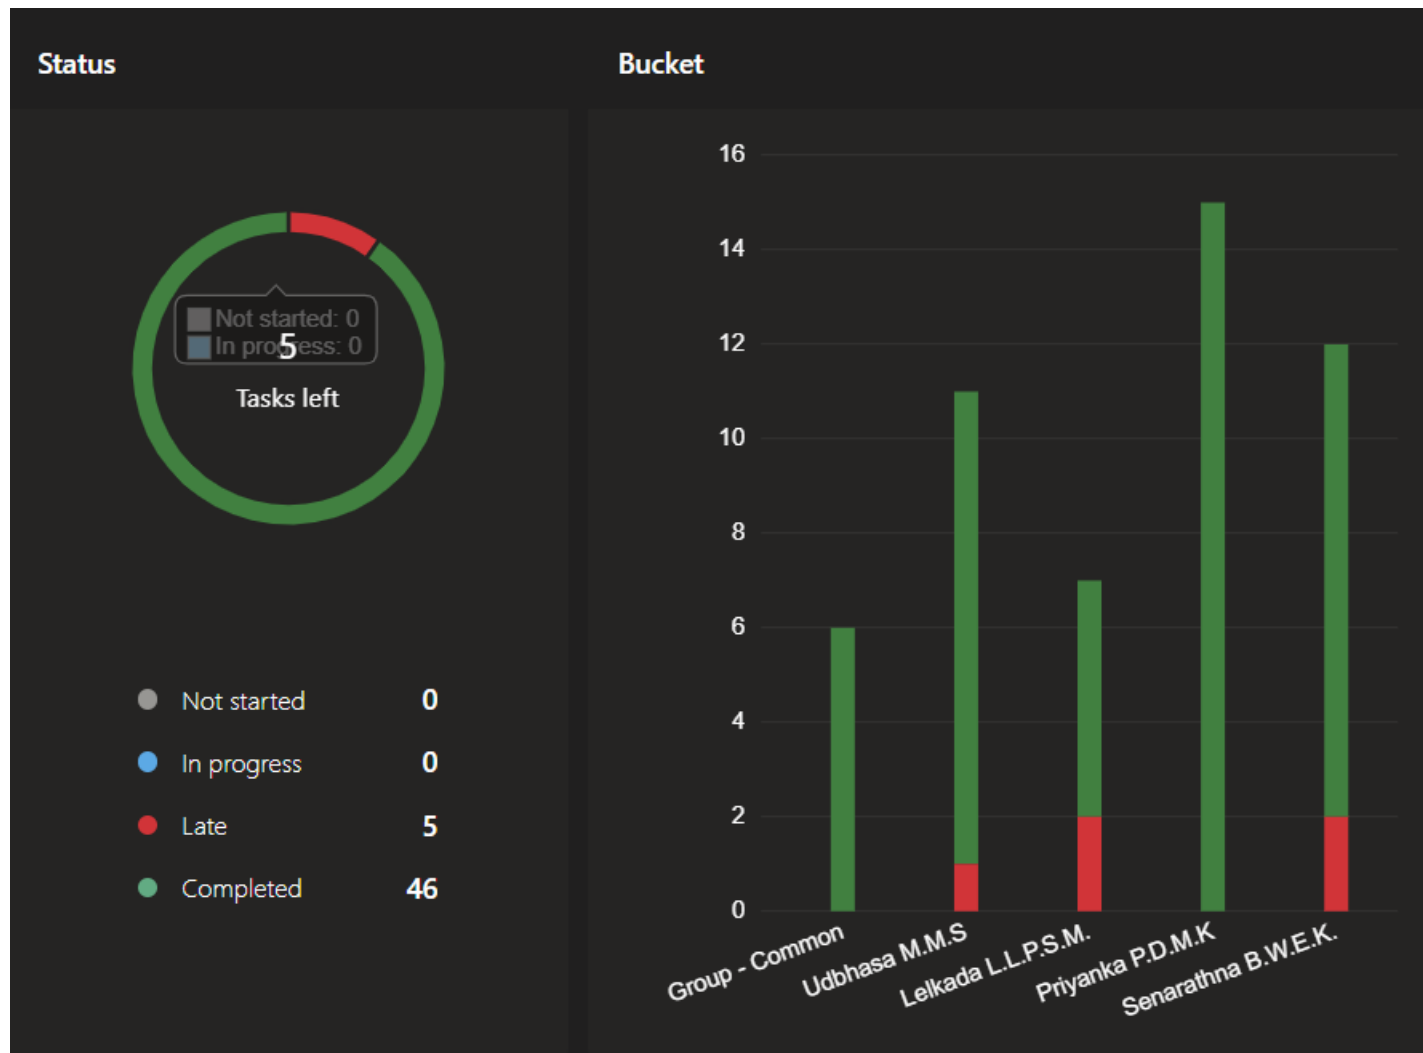 Status
Not started: 0
In progress: 0
5
Tasks left
Not started 0
In progress 0
Late 5
Completed 46
Bucket
16
14
12
10
8
6
4
2
0
Group - Common
Udbhasa M.M.S
Lelkada L.L.P.S.M.
Priyanka P.D.M.K
Senarathna B.W.E.K.